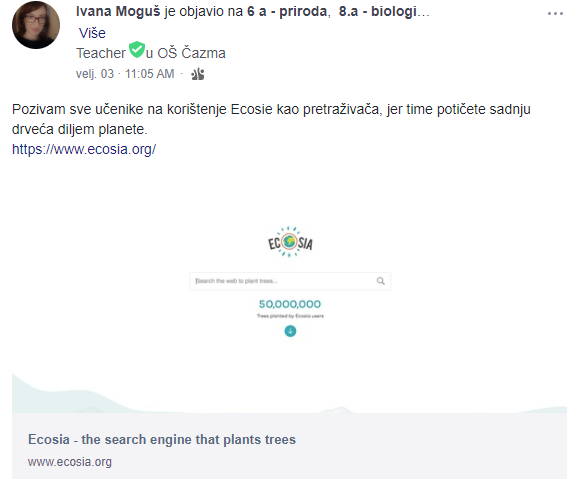 Ivana Moguš je objavio na 6 a - priroda, 8.a - biologi...
Više
Teacher u OŠ Čazma
velj. 03 · 11:05 AM ·
Pozivam sve učenike na korištenje Ecosie kao pretraživača, jer time potičete sadnju
drveća diljem planete.
https://www.ecosia.org/
ECOSIA
Search the web to plant trees...
50,000,000
Trees planted by Ecosia users
Ecosia - the search engine that plants trees
www.ecosia.org